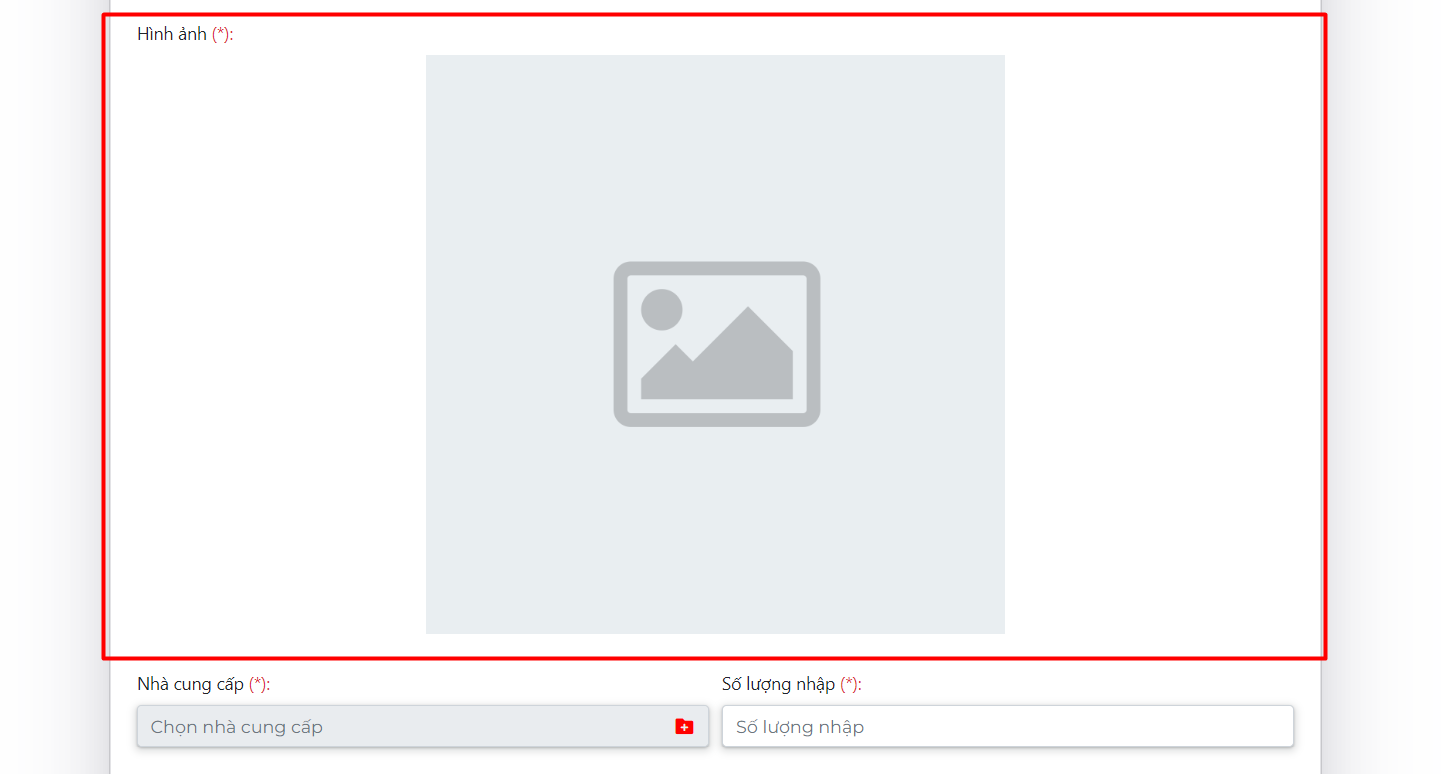 Hình ảnh (*):
Nhà cung cấp (*):
Số lượng nhập (*):
Chọn nhà cung cấp
Số lượng nhập